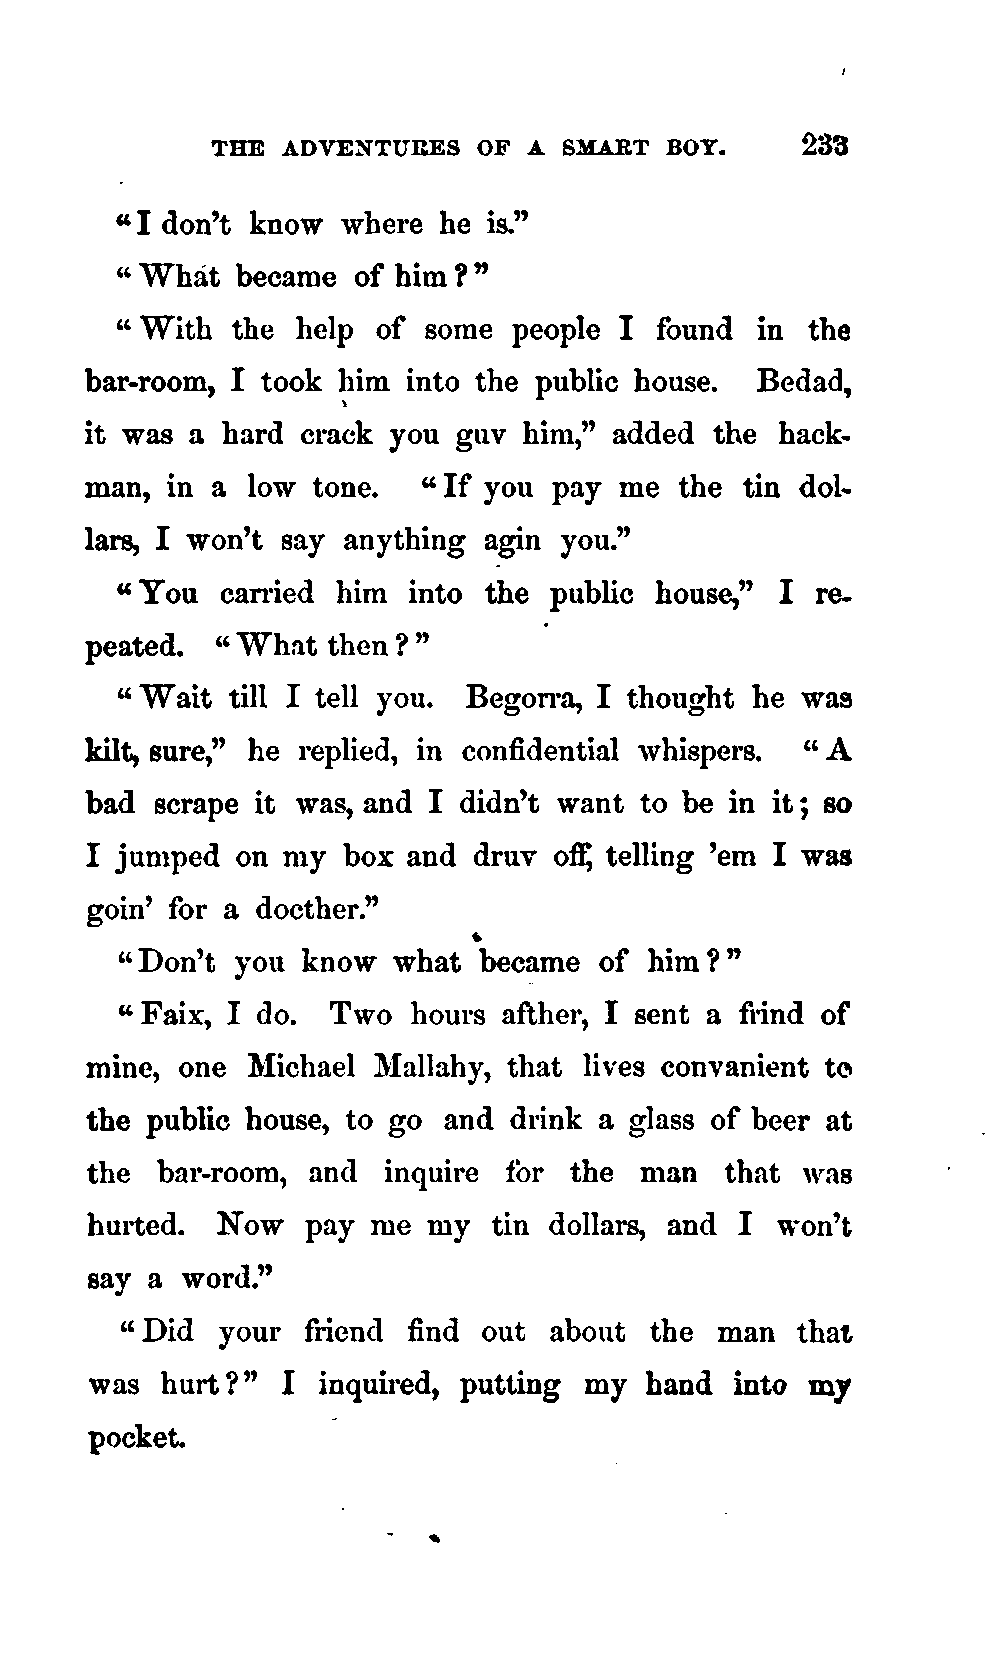 THE ADVENTURES OF A SMART BOY. 233
"I don't know where he is."
"What became of him?"
"With the help of some people I found in the
bar-room, I took him into the public house. Bedad,
it was a hard crack you guv him," added the hack-
man, in a low tone. "If you pay me the tin dol-
lars, I won't say anything agin you."
"You carried him into the public house," I re-
peated. "What then?"
"Wait till I tell you. Begorra, I thought he was
kilt, sure," he replied, in confidential whispers. "A
bad scrape it was, and I didn't want to be in it; so
I jumped on my box and druv off, telling 'em I was
goin' for a docther."
"Don't you know what became of him?"
"Faix, I do. Two hours afther, I sent a frind of
mine, one Michael Mallahy, that lives convanient to
the public house, to go and drink a glass of beer at
the bar-room, and inquire for the man that was
hurted. Now pay me my tin dollars, and I won't
say a word."
"Did your friend find out about the man that
was hurt?" I inquired, putting my hand into my
pocket.